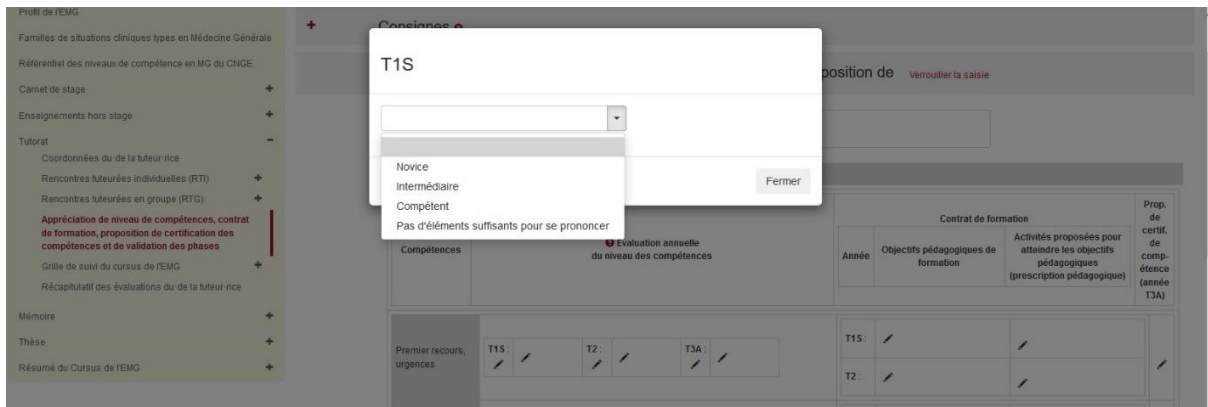 Profil de l'EMG
Familles de situations cliniques types en Médecine Générale
Référentiel des niveaux de compétence en MG du CNGE
Carnet de stage +
Enseignements hors stage +
Tutorat -
Coordonnées du·de la tuteur·rice
Rencontres tuteurées individuelles (RTI) +
Rencontres tuteurées en groupe (RTG) +
Appréciation de niveau de compétences, contrat
de formation, proposition de certification des
compétences et de validation des phases
Grille de suivi du cursus de l'EMG +
Récapitulatif des évaluations du·de la tuteur·rice
Mémoire +
Thèse +
Résumé du Cursus de l'EMG +
+ Consignes
position de Verrouiller la saisie
T1S
Novice
Intermédiaire
Compétent
Pas d'éléments suffisants pour se prononcer
Fermer
Compétences
Evaluation annuelle
du niveau des compétences
Contrat de formation
Année
Objectifs pédagogiques de
formation
Activités proposées pour
atteindre les objectifs
pédagogiques
(prescription pédagogique)
Prop.
de
certif.
de
comp-
étence
(année
T3A)
Premier recours,
urgences
T1S :
T2 :
T3A :
T1S :
T2 :